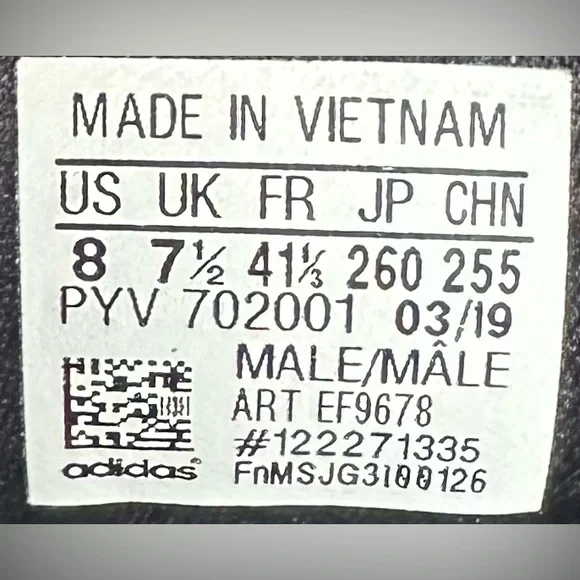 MADE IN VIETNAM
US UK FR JP CHN
8 7½ 41⅓ 260 255
PYV 702001 03/19
MALE/MÂLE
ART EF9678
#122271335
adidas